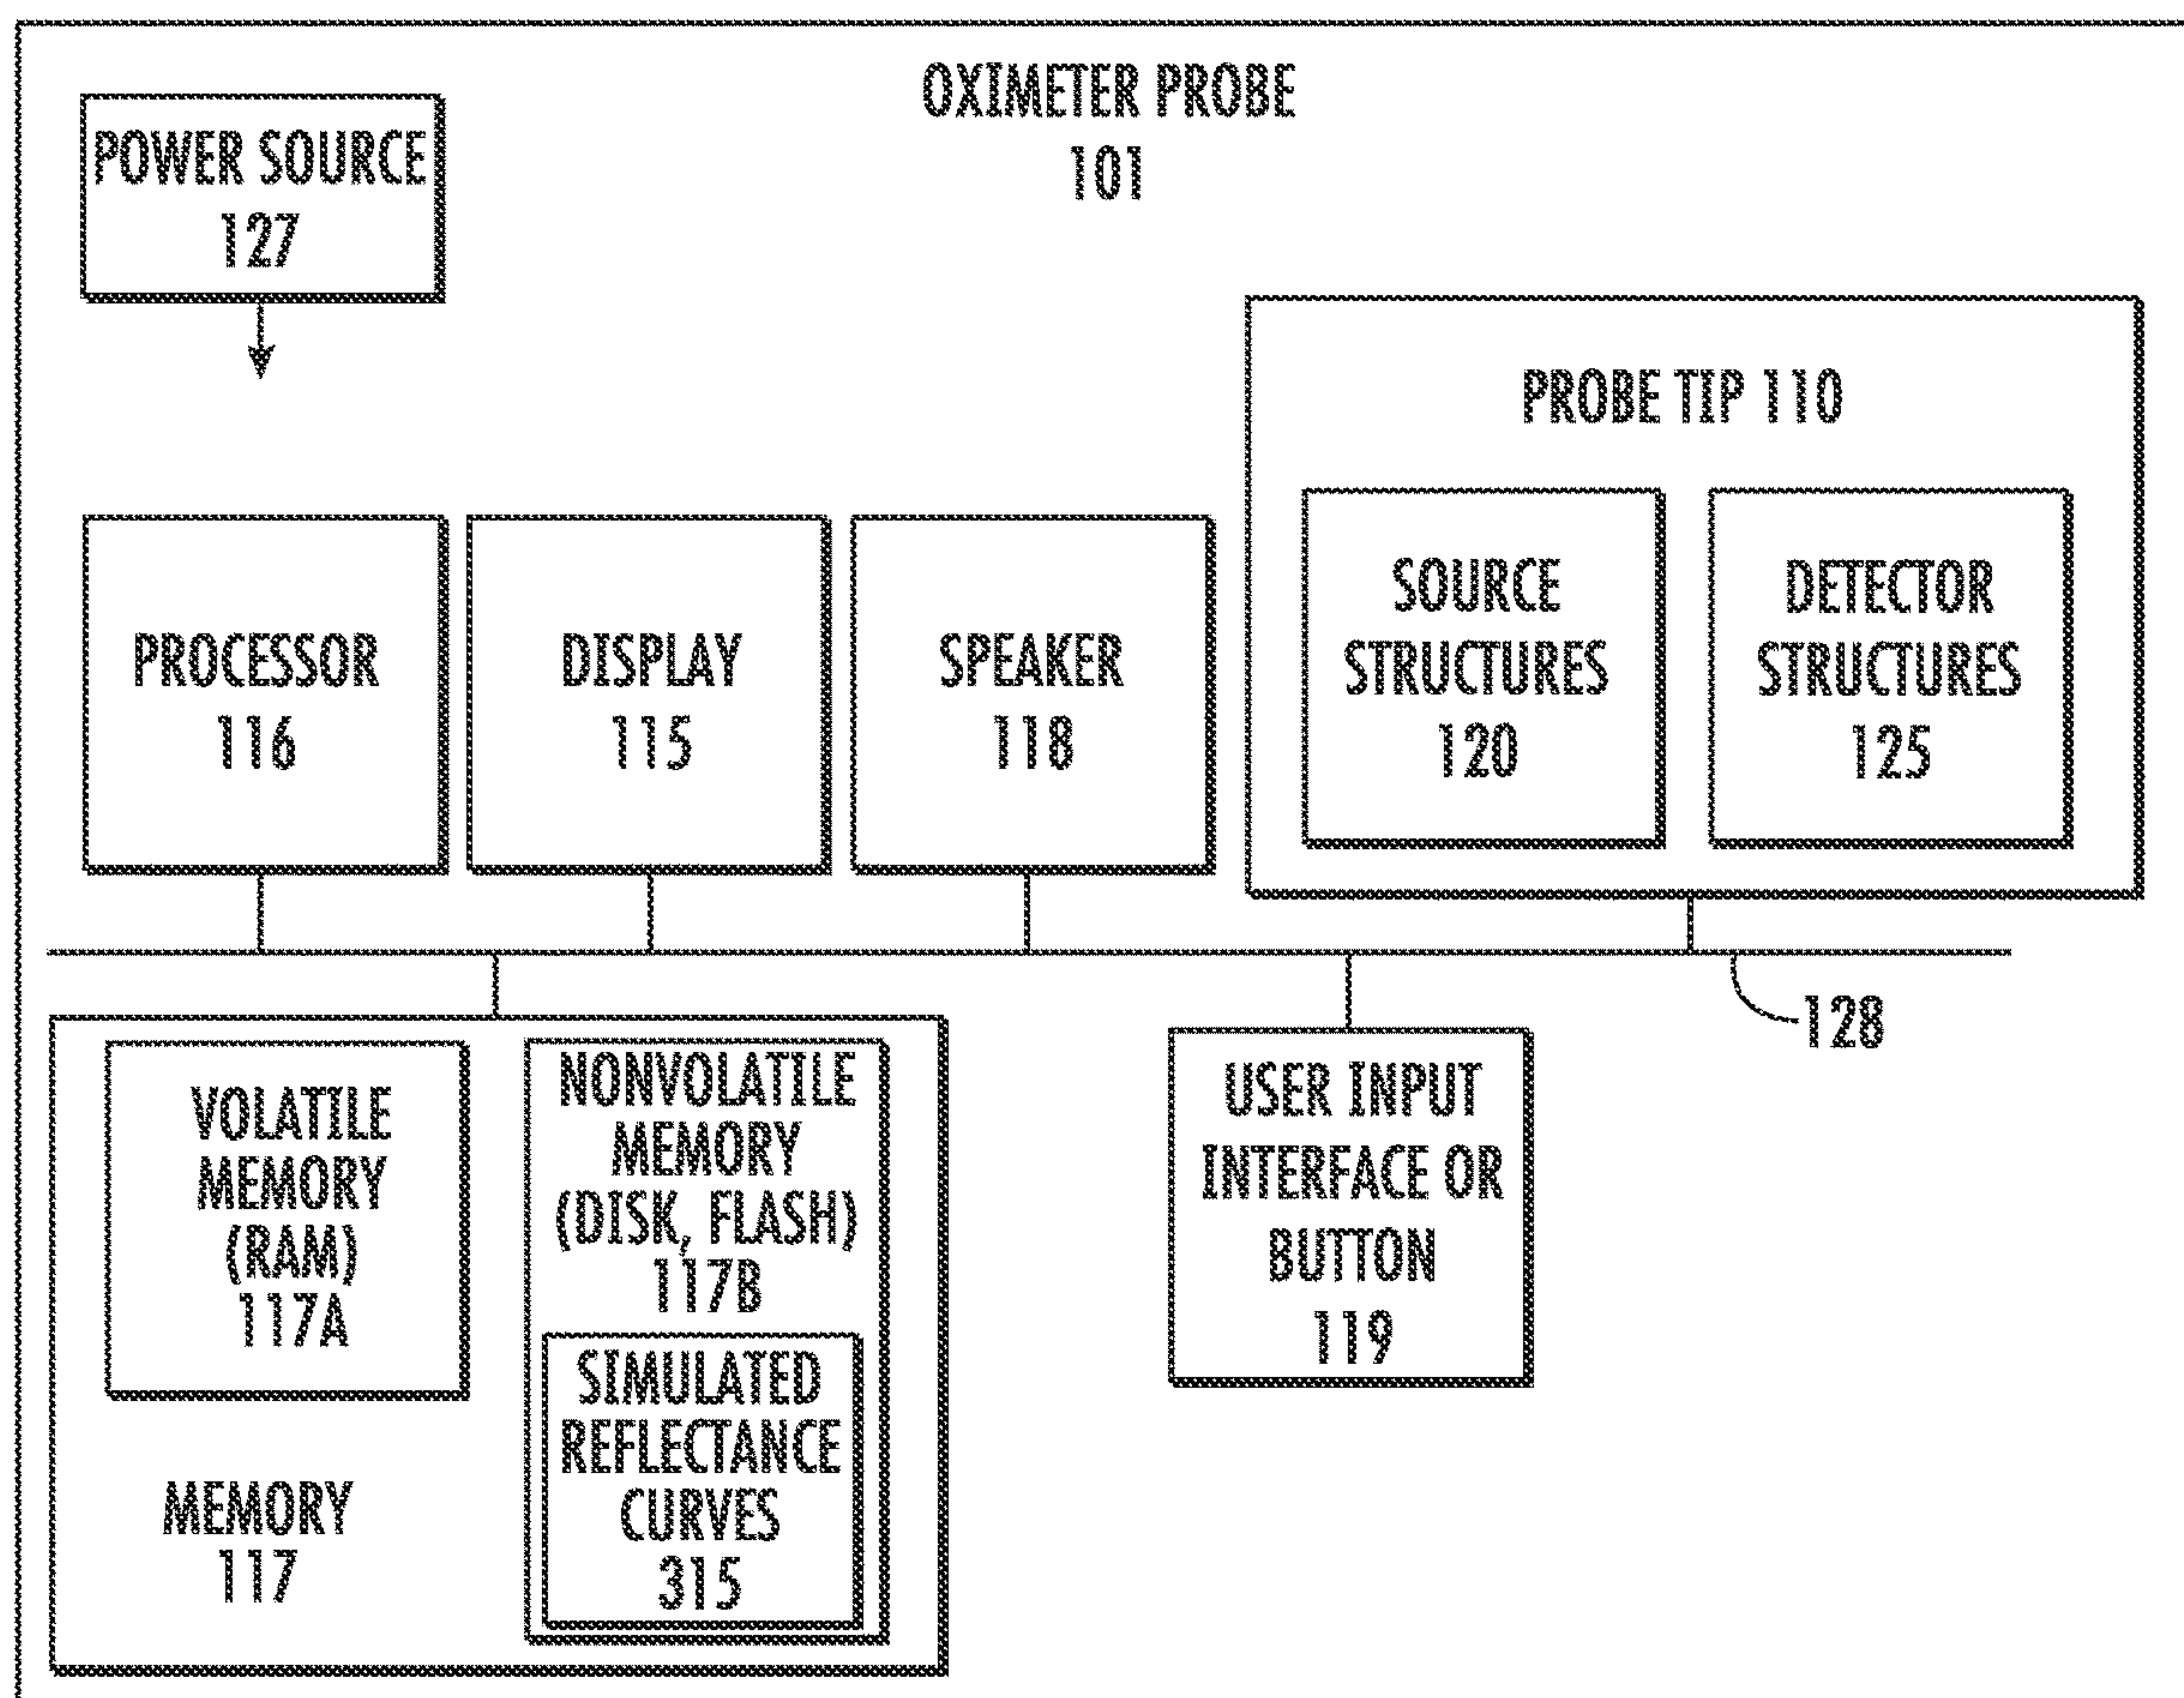 OXIMETER PROBE
101
POWER SOURCE
127
PROBE TIP 110
SOURCE
STRUCTURES
120
DETECTOR
STRUCTURES
125
PROCESSOR
116
DISPLAY
115
SPEAKER
118
128
VOLATILE
MEMORY
(RAM)
117A
MEMORY
117
NONVOLATILE
MEMORY
(DISK, FLASH)
117B
SIMULATED
REFLECTANCE
CURVES
315
USER INPUT
INTERFACE OR
BUTTON
119